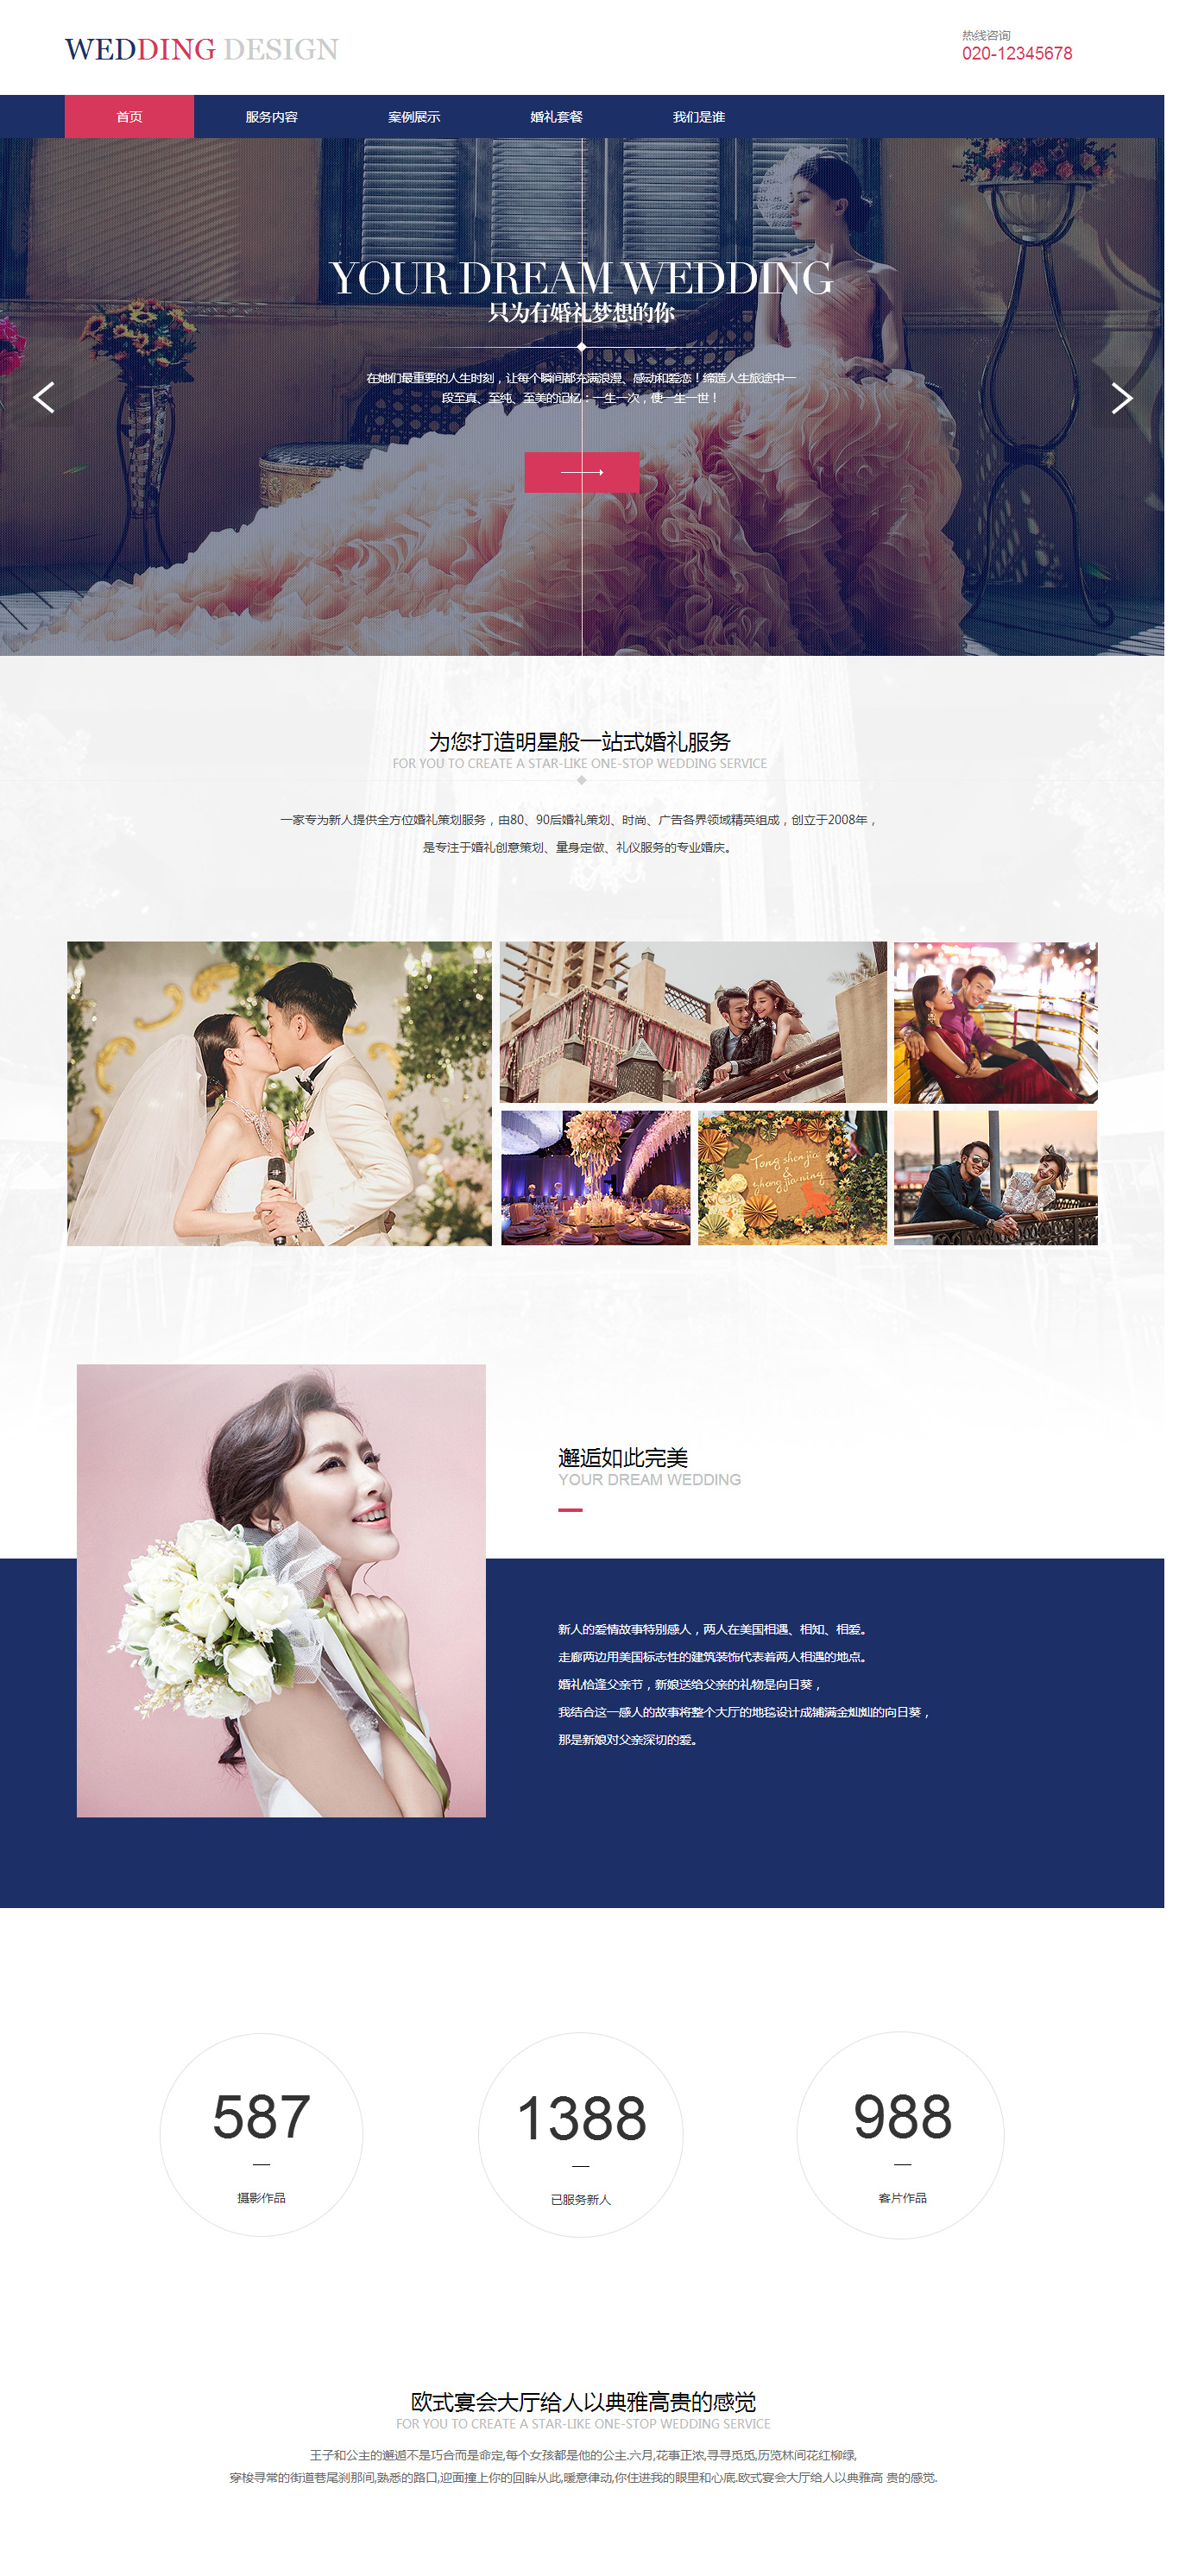 WEDDING DESIGN
热线咨询
020-12345678
首页 服务内容 案例展示 婚礼套餐 我们是谁
YOUR DREAM WEDDING
只为有婚礼梦想的你
在她们最重要的人生时刻，让每个瞬间都充满浪漫、感动和爱恋！缔造人生旅途中一
段至真、至纯、至美的记忆：一生一次，便一生一世！
为您打造明星般一站式婚礼服务
FOR YOU TO CREATE A STAR-LIKE ONE-STOP WEDDING SERVICE
一家专为新人提供全方位婚礼策划服务，由80、90后婚礼策划、时尚、广告各界领域精英组成，创立于2008年，
是专注于婚礼创意策划、量身定做、礼仪服务的专业婚庆。
Tong shen jie
&
zhong jia ning
邂逅如此完美
YOUR DREAM WEDDING
新人的爱情故事特别感人，两人在美国相遇、相知、相爱。
走廊两边用美国标志性的建筑装饰代表着两人相遇的地点。
婚礼恰逢父亲节，新娘送给父亲的礼物是向日葵，
我结合这一感人的故事将整个大厅的地毯设计成铺满金灿灿的向日葵，
那是新娘对父亲深切的爱。
587
摄影作品
1388
已服务新人
988
客片作品
欧式宴会大厅给人以典雅高贵的感觉
FOR YOU TO CREATE A STAR-LIKE ONE-STOP WEDDING SERVICE
王子和公主的邂逅不是巧合而是命定,每个女孩都是他的公主.六月,花事正浓,寻寻觅觅,历览林间花红柳绿,
穿梭寻常的街道巷尾刹那间,熟悉的路口,迎面撞上你的回眸从此,暖意律动,你住进我的眼里和心底.欧式宴会大厅给人以典雅高 贵的感觉.